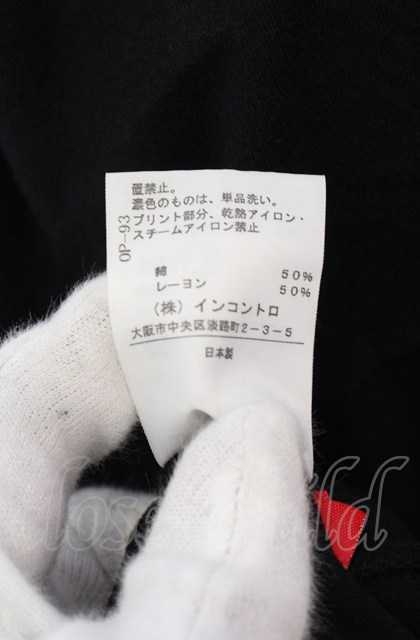 置禁止。
濃色のものは、単品洗い。
プリント部分、乾熱アイロン・
スチームアイロン禁止
OP-93
綿 50%
レーヨン 50%
(株) インコントロ
大阪市中央区淡路町2-3-5
日本製